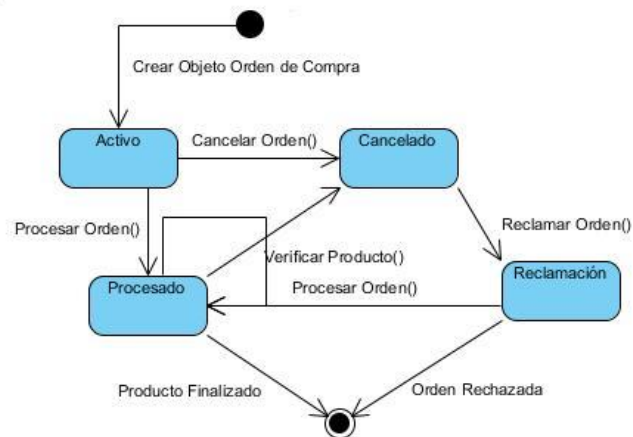 Crear Objeto Orden de Compra
Activo
Cancelar Orden()
Cancelado
Procesar Orden()
Reclamar Orden()
Verificar Producto()
Procesado
Procesar Orden()
Reclamación
Producto Finalizado
Orden Rechazada